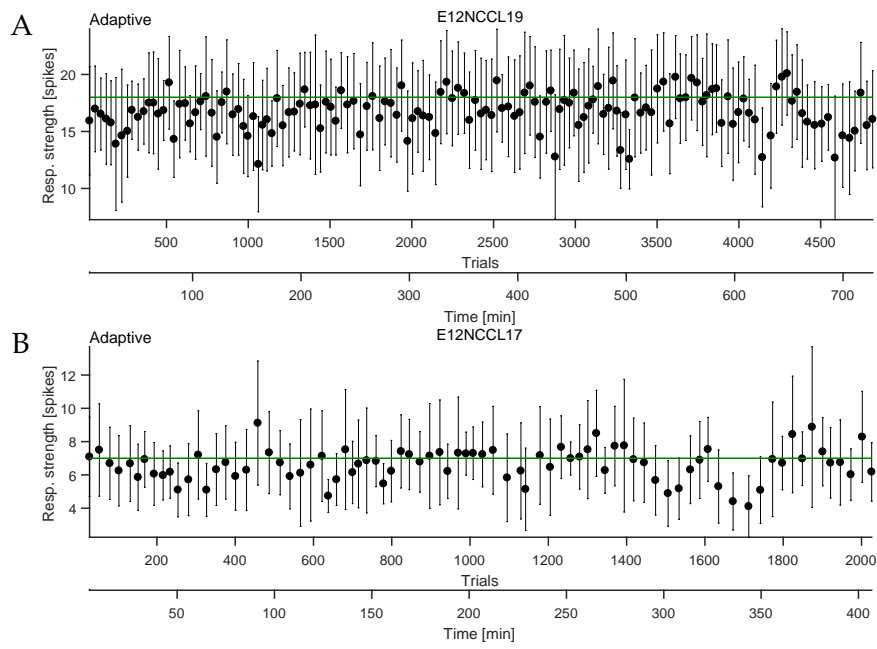 A
Adaptive
E12NCCL19
Resp. strength [spikes]
20
15
10
500 1000 1500 2000 2500 3000 3500 4000 4500
Trials
100 200 300 400 500 600 700
Time [min]
B
Adaptive
E12NCCL17
Resp. strength [spikes]
12
10
8
6
4
200 400 600 800 1000 1200 1400 1600 1800 2000
Trials
50 100 150 200 250 300 350 400
Time [min]